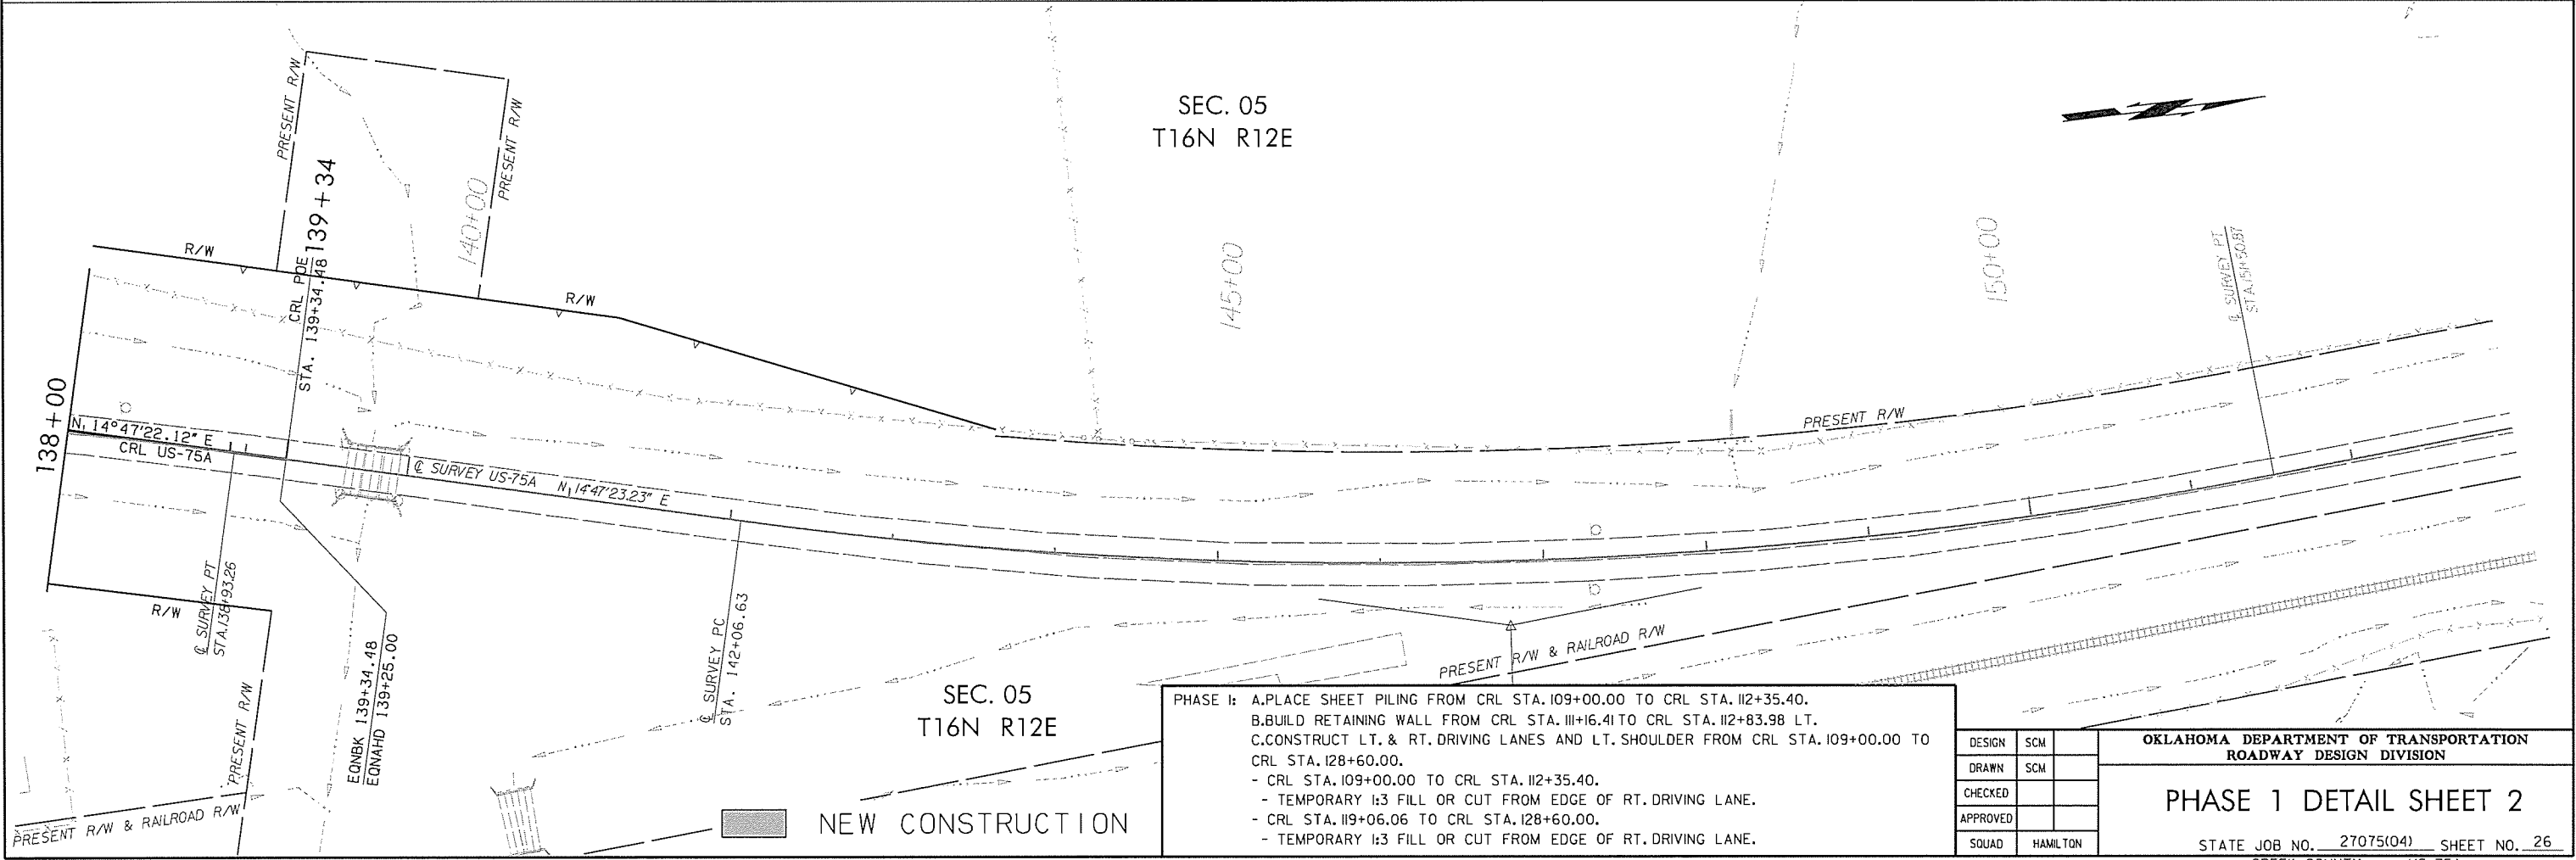 SEC. 05
T16N R12E
PRESENT R/W
PRESENT R/W
139+34
140+00
CRL POE
STA. 139+34.48
R/W
R/W
145+00
150+00
℄ SURVEY PT
STA.151+50.87
138+00
N 14°47'22.12" E
CRL US-75A
℄ SURVEY US-75A N 14°47'23.23" E
PRESENT R/W
R/W
℄ SURVEY PT
STA.138+93.26
EQNBK 139+34.48
EQNAHD 139+25.00
PRESENT R/W
PRESENT R/W & RAILROAD R/W
℄ SURVEY PC
STA. 142+06.63
SEC. 05
T16N R12E
PRESENT R/W & RAILROAD R/W
NEW CONSTRUCTION
PHASE 1: A.PLACE SHEET PILING FROM CRL STA. 109+00.00 TO CRL STA. 112+35.40.
B.BUILD RETAINING WALL FROM CRL STA. 111+16.41 TO CRL STA. 112+83.98 LT.
C.CONSTRUCT LT. & RT. DRIVING LANES AND LT. SHOULDER FROM CRL STA. 109+00.00 TO
CRL STA. 128+60.00.
- CRL STA. 109+00.00 TO CRL STA. 112+35.40.
- TEMPORARY 1:3 FILL OR CUT FROM EDGE OF RT. DRIVING LANE.
- CRL STA. 119+06.06 TO CRL STA. 128+60.00.
- TEMPORARY 1:3 FILL OR CUT FROM EDGE OF RT. DRIVING LANE.
DESIGN SCM
DRAWN SCM
CHECKED
APPROVED
SQUAD HAMILTON
OKLAHOMA DEPARTMENT OF TRANSPORTATION
ROADWAY DESIGN DIVISION
PHASE 1 DETAIL SHEET 2
STATE JOB NO. 27075(04) SHEET NO. 26